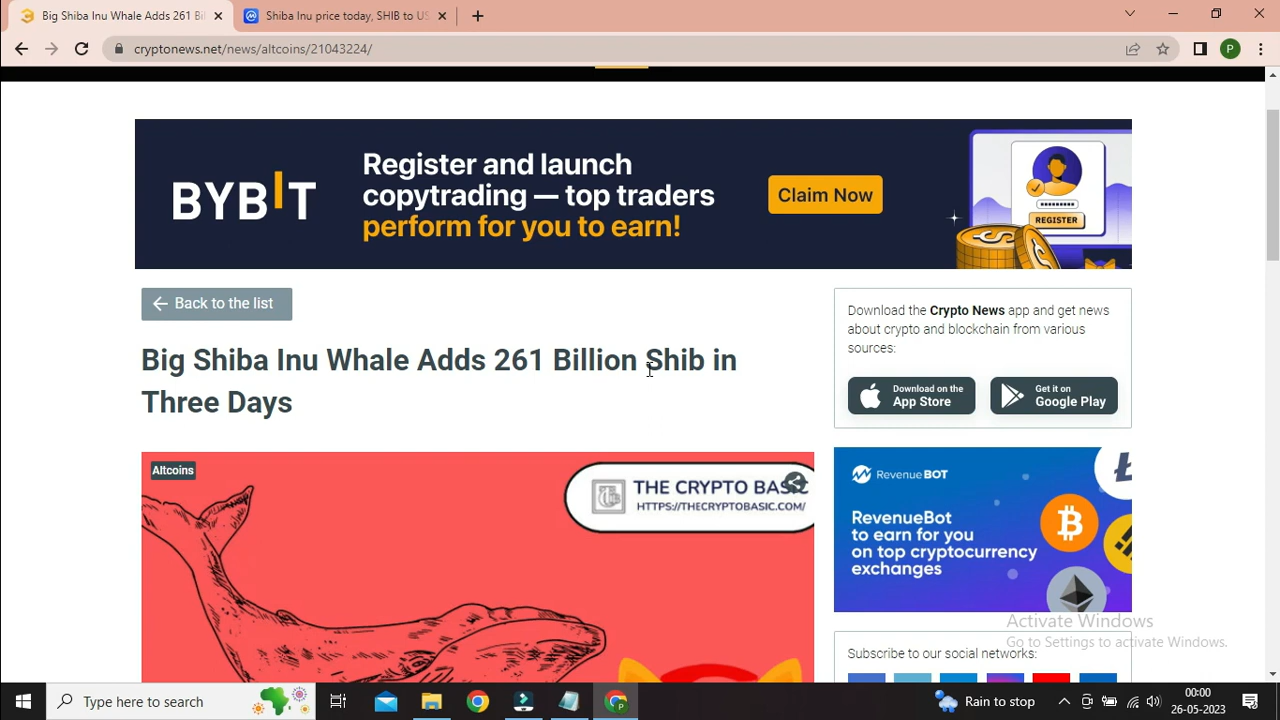 Big Shiba Inu Whale Adds 261 Bi
Shiba Inu price today, SHIB to US
cryptonews.net/news/altcoins/21043224/
P
BYBIT
Register and launch
copytrading — top traders
perform for you to earn!
Claim Now
REGISTER
Back to the list
Big Shiba Inu Whale Adds 261 Billion Shib in
Three Days
Altcoins
THE CRYPTO BASIC
HTTPS://THECRYPTOBASIC.COM/
Download the Crypto News app and get news
about crypto and blockchain from various
sources:
Download on the
App Store
Get it on
Google Play
RevenueBOT
RevenueBot
to earn for you
on top cryptocurrency
exchanges
Activate Windows
Go to Settings to activate Windows.
Subscribe to our social networks:
Type here to search
Rain to stop
00:00
26-05-2023